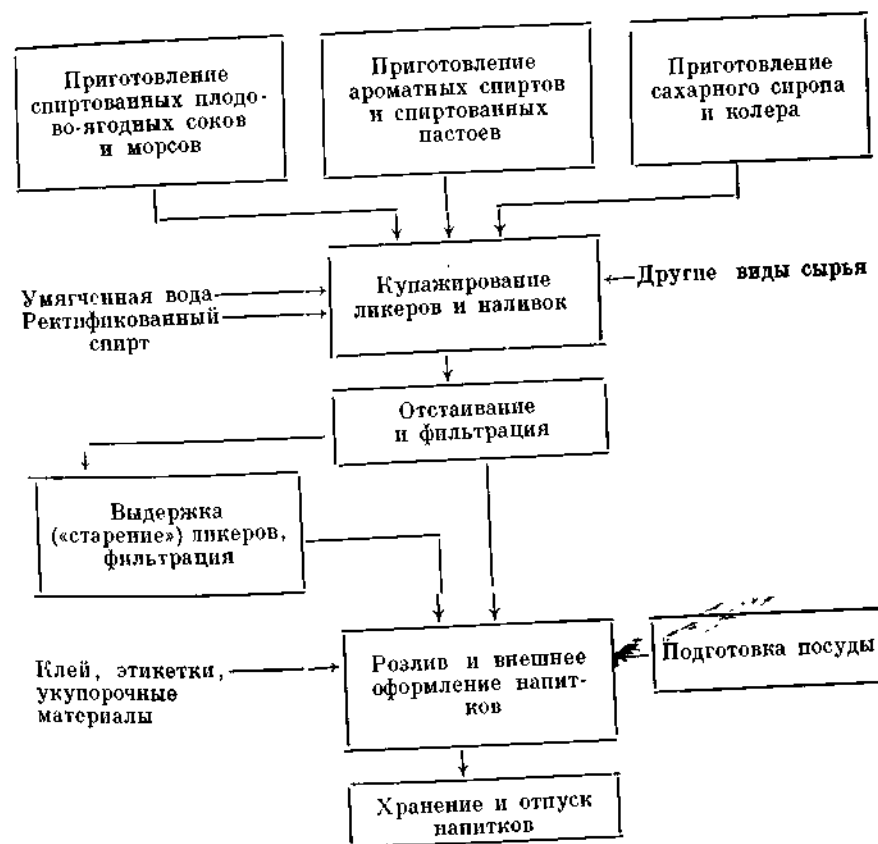 Приготовление
спиртованных плодо-
во-ягодных соков
и морсов
Приготовление
ароматных спиртов
и спиртованных
пастоев
Приготовление
сахарного сиропа
и колера
Умягченная вода
Ректификованный
спирт
Купажирование
ликеров и наливок
Другие виды сырья
Отстаивание
и фильтрация
Выдержка
(«старение») ликеров,
фильтрация
Клей, этикетки,
укупорочные
материалы
Розлив и внешнее
оформление напит-
ков
Подготовка посуды
Хранение и отпуск
напитков